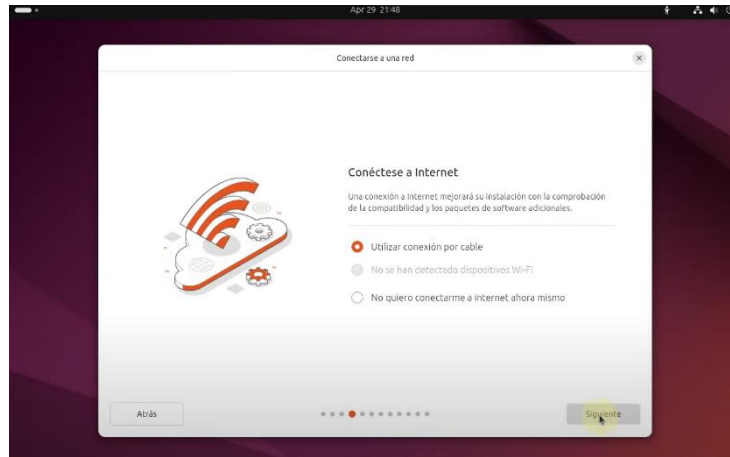 Apr 29 21:48
Conectarse a una red
Conéctese a Internet
Una conexión a Internet mejorará su instalación con la comprobación
de la compatibilidad y los paquetes de software adicionales.
Utilizar conexión por cable
No se han detectado dispositivos Wi-Fi
No quiero conectarme a internet ahora mismo
Atrás
Siguiente